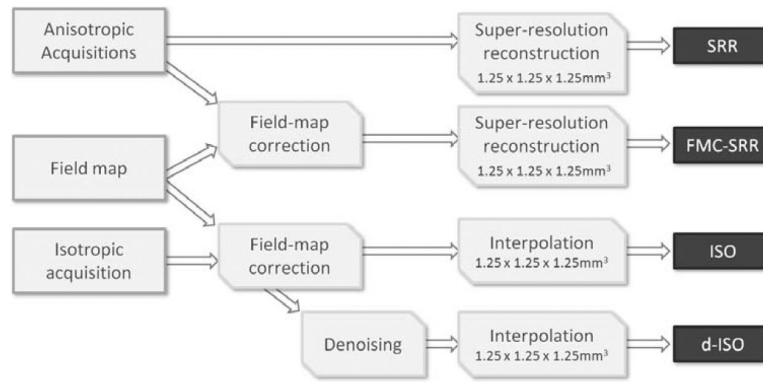 Anisotropic
Acquisitions
Super-resolution
reconstruction
1.25 x 1.25 x 1.25mm³
SRR
Field-map
correction
Super-resolution
reconstruction
1.25 x 1.25 x 1.25mm³
FMC-SRR
Field map
Isotropic
acquisition
Field-map
correction
Interpolation
1.25 x 1.25 x 1.25mm³
ISO
Denoising
Interpolation
1.25 x 1.25 x 1.25mm³
d-ISO